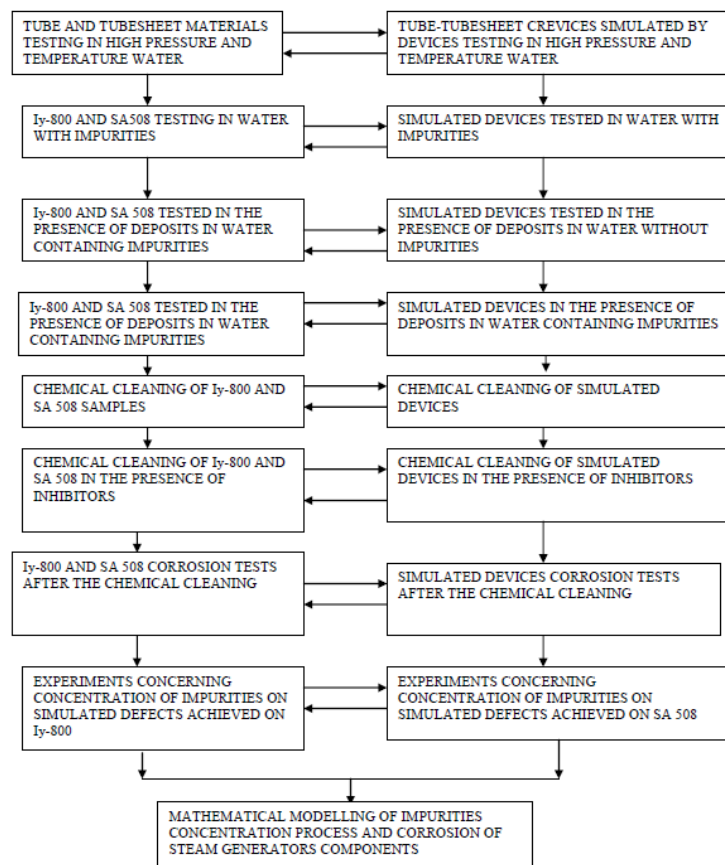 TUBE AND TUBESHEET MATERIALS
TESTING IN HIGH PRESSURE AND
TEMPERATURE WATER
TUBE-TUBESHEET CREVICES SIMULATED BY
DEVICES TESTING IN HIGH PRESSURE AND
TEMPERATURE WATER
Iy-800 AND SA508 TESTING IN WATER
WITH IMPURITIES
SIMULATED DEVICES TESTED IN WATER WITH
IMPURITIES
Iy-800 AND SA 508 TESTED IN THE
PRESENCE OF DEPOSITS IN WATER
CONTAINING IMPURITIES
SIMULATED DEVICES TESTED IN THE
PRESENCE OF DEPOSITS IN WATER WITHOUT
IMPURITIES
Iy-800 AND SA 508 TESTED IN THE
PRESENCE OF DEPOSITS IN WATER
CONTAINING IMPURITIES
SIMULATED DEVICES IN THE PRESENCE OF
DEPOSITS IN WATER CONTAINING IMPURITIES
CHEMICAL CLEANING OF Iy-800 AND
SA 508 SAMPLES
CHEMICAL CLEANING OF SIMULATED
DEVICES
CHEMICAL CLEANING OF Iy-800 AND
SA 508 IN THE PRESENCE OF
INHIBITORS
CHEMICAL CLEANING OF SIMULATED
DEVICES IN THE PRESENCE OF INHIBITORS
Iy-800 AND SA 508 CORROSION TESTS
AFTER THE CHEMICAL CLEANING
SIMULATED DEVICES CORROSION TESTS
AFTER THE CHEMICAL CLEANING
EXPERIMENTS CONCERNING
CONCENTRATION OF IMPURITIES ON
SIMULATED DEFECTS ACHIEVED ON
Iy-800
EXPERIMENTS CONCERNING
CONCENTRATION OF IMPURITIES ON
SIMULATED DEFECTS ACHIEVED ON SA 508
MATHEMATICAL MODELLING OF IMPURITIES
CONCENTRATION PROCESS AND CORROSION OF
STEAM GENERATORS COMPONENTS